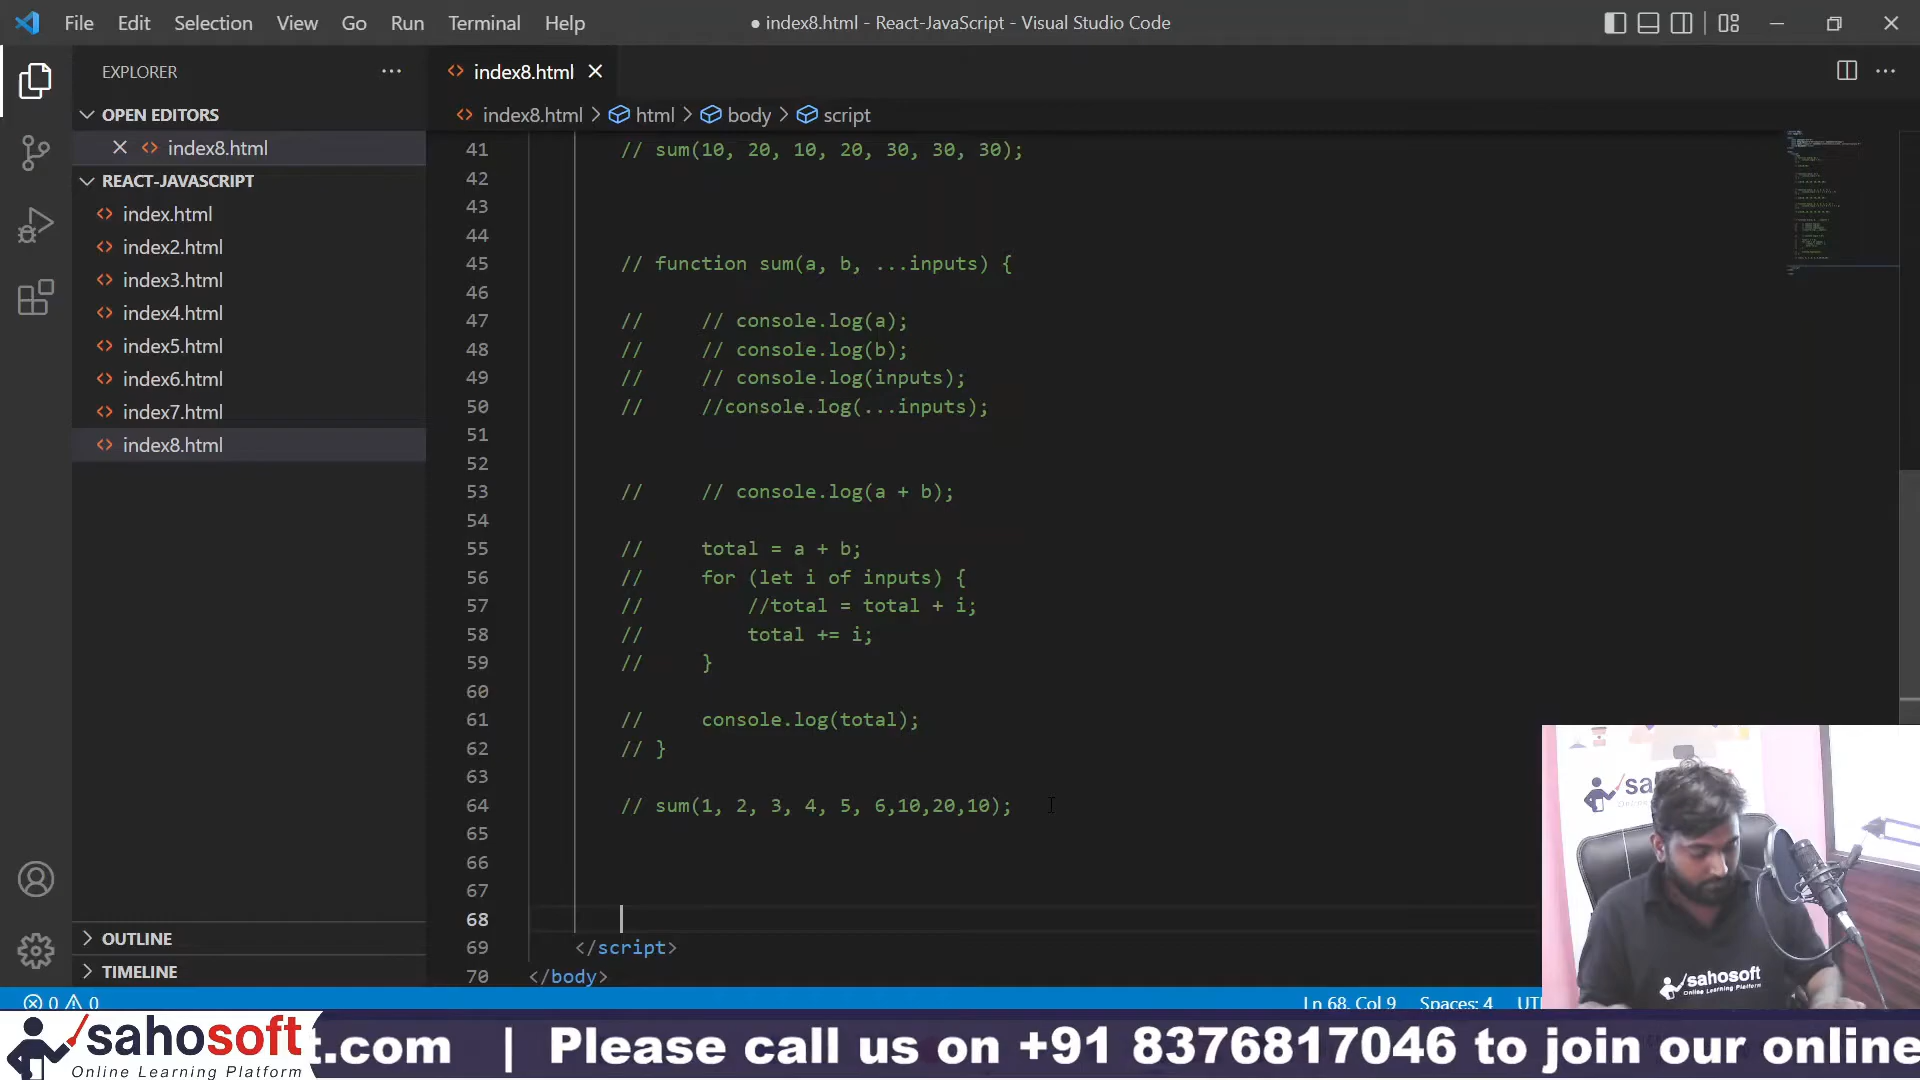 File Edit Selection View Go Run Terminal Help
● index8.html - React-JavaScript - Visual Studio Code
EXPLORER
index8.html
OPEN EDITORS
index8.html > html > body > script
index8.html
REACT-JAVASCRIPT
index.html
index2.html
index3.html
index4.html
index5.html
index6.html
index7.html
index8.html
OUTLINE
TIMELINE
41 // sum(10, 20, 10, 20, 30, 30, 30);
42
43
44
45 // function sum(a, b, ...inputs) {
46
47 // // console.log(a);
48 // // console.log(b);
49 // // console.log(inputs);
50 // //console.log(...inputs);
51
52
53 // // console.log(a + b);
54
55 // total = a + b;
56 // for (let i of inputs) {
57 // //total = total + i;
58 // total += i;
59 // }
60
61 // console.log(total);
62 // }
63
64 // sum(1, 2, 3, 4, 5, 6,10,20,10);
65
66
67
68
69 </script>
70 </body>
0 0
Ln 68, Col 9 Spaces: 4
sahosoft
Online Learning Platform
sahosoft
Online Learning Platform
t.com | Please call us on +91 8376817046 to join our online